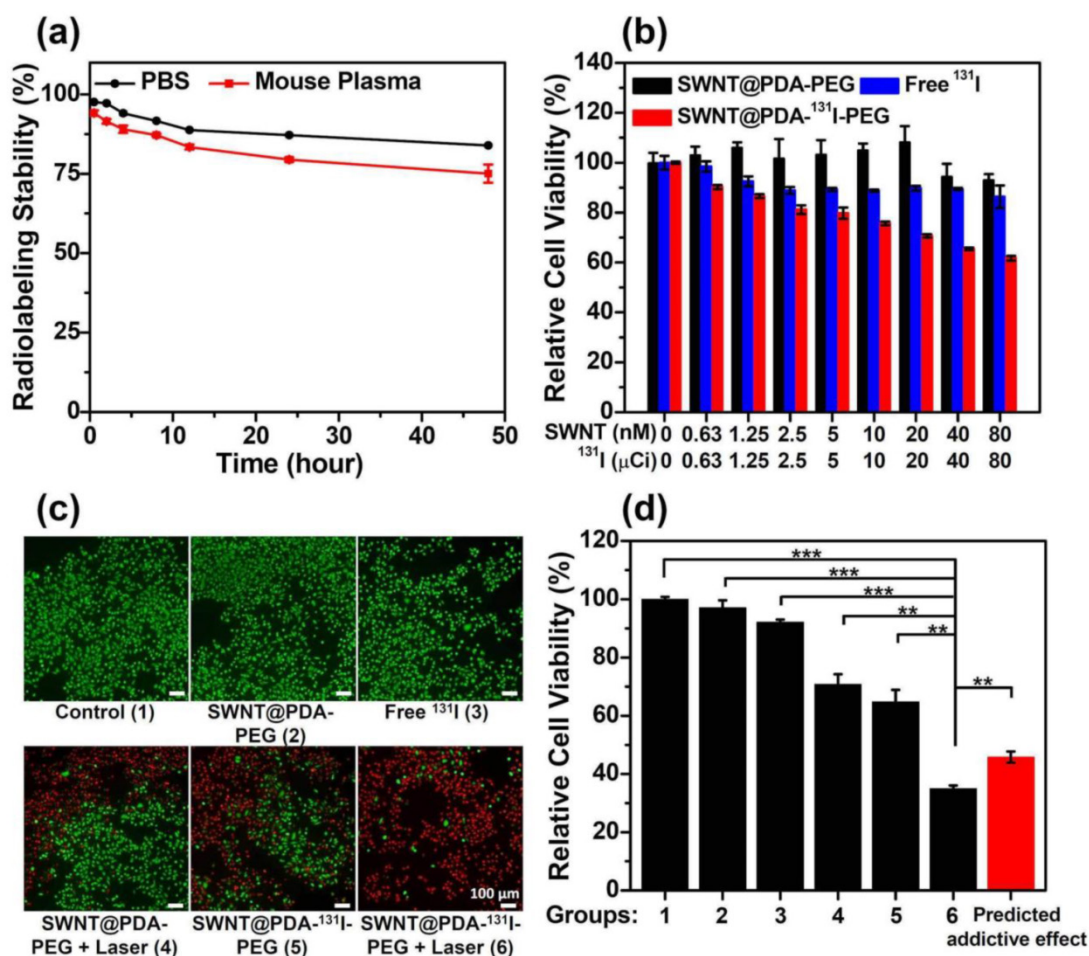 (a)
PBS
Mouse Plasma
100
75
50
25
0
Radiolabeling Stability (%)
0 10 20 30 40 50
Time (hour)
(b)
SWNT@PDA-PEG Free ¹³¹I
SWNT@PDA-¹³¹I-PEG
140
120
100
80
60
40
20
0
Relative Cell Viability (%)
SWNT (nM) 0 0.63 1.25 2.5 5 10 20 40 80
¹³¹I (μCi) 0 0.63 1.25 2.5 5 10 20 40 80
(c)
Control (1)
SWNT@PDA-
PEG (2)
Free ¹³¹I (3)
100 μm
SWNT@PDA-
PEG + Laser (4)
SWNT@PDA-¹³¹I-
PEG (5)
SWNT@PDA-¹³¹I-
PEG + Laser (6)
(d)
120
100
80
60
40
20
0
Relative Cell Viability (%)
***
***
***
**
**
**
Groups: 1 2 3 4 5 6 Predicted
addictive effect